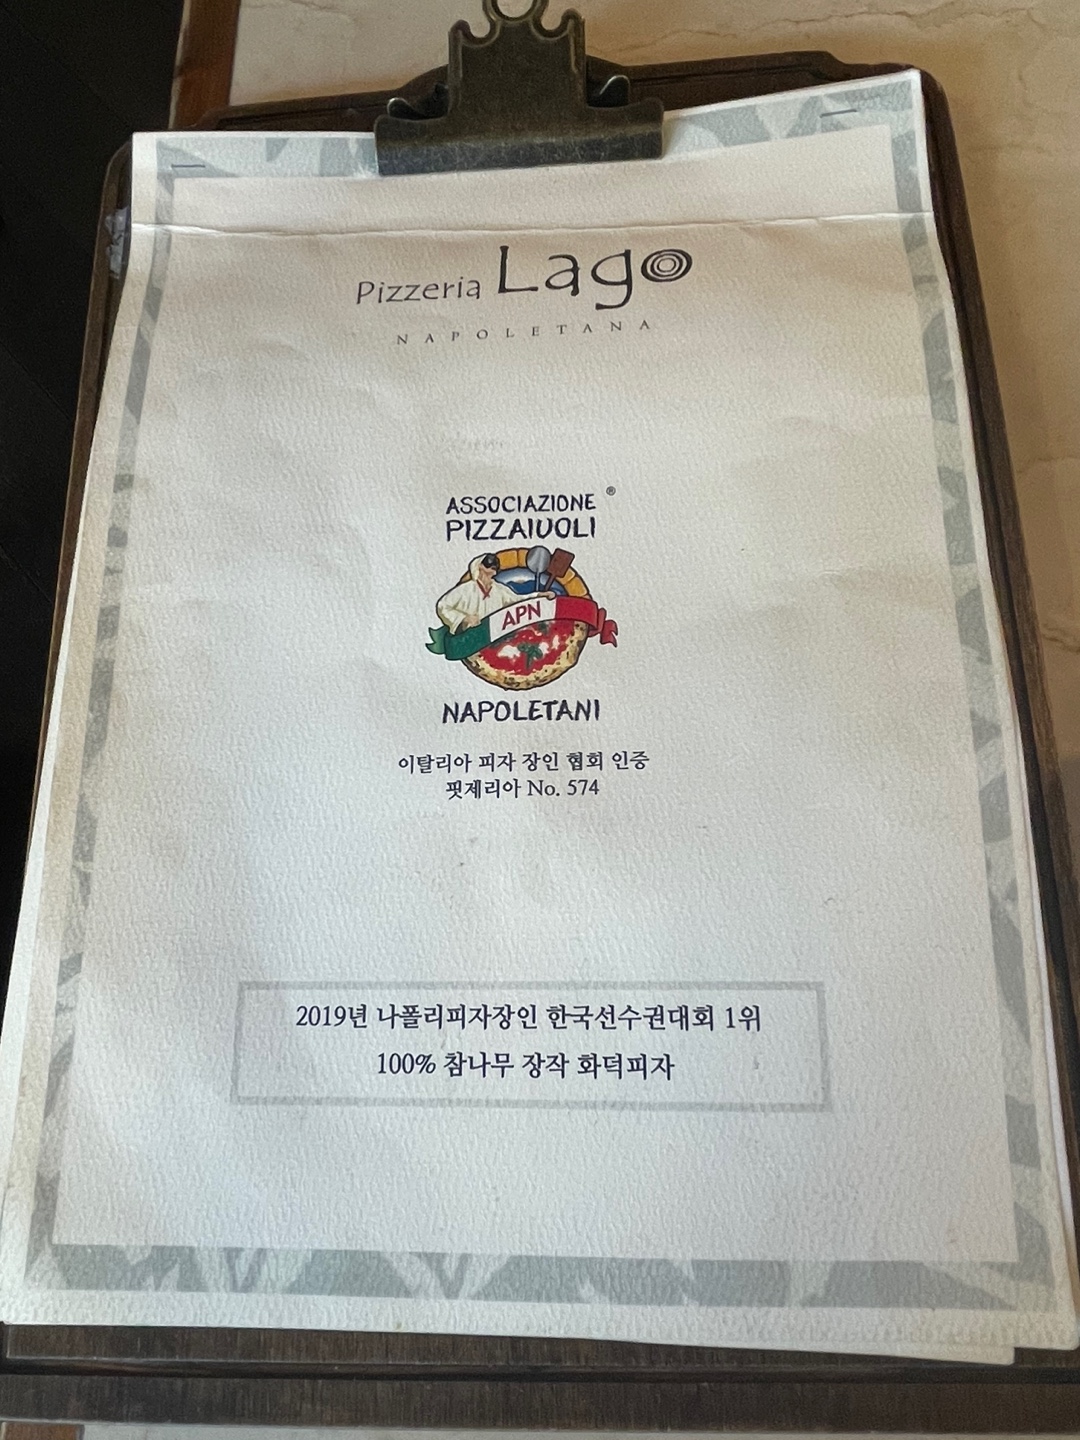 Pizzeria Lago
NAPOLETANA
ASSOCIAZIONE ®
PIZZAIUOLI
APN
NAPOLETANI
이탈리아 피자 장인 협회 인증
핏제리아 No. 574
2019년 나폴리피자장인 한국선수권대회 1위
100% 참나무 장작 화덕피자